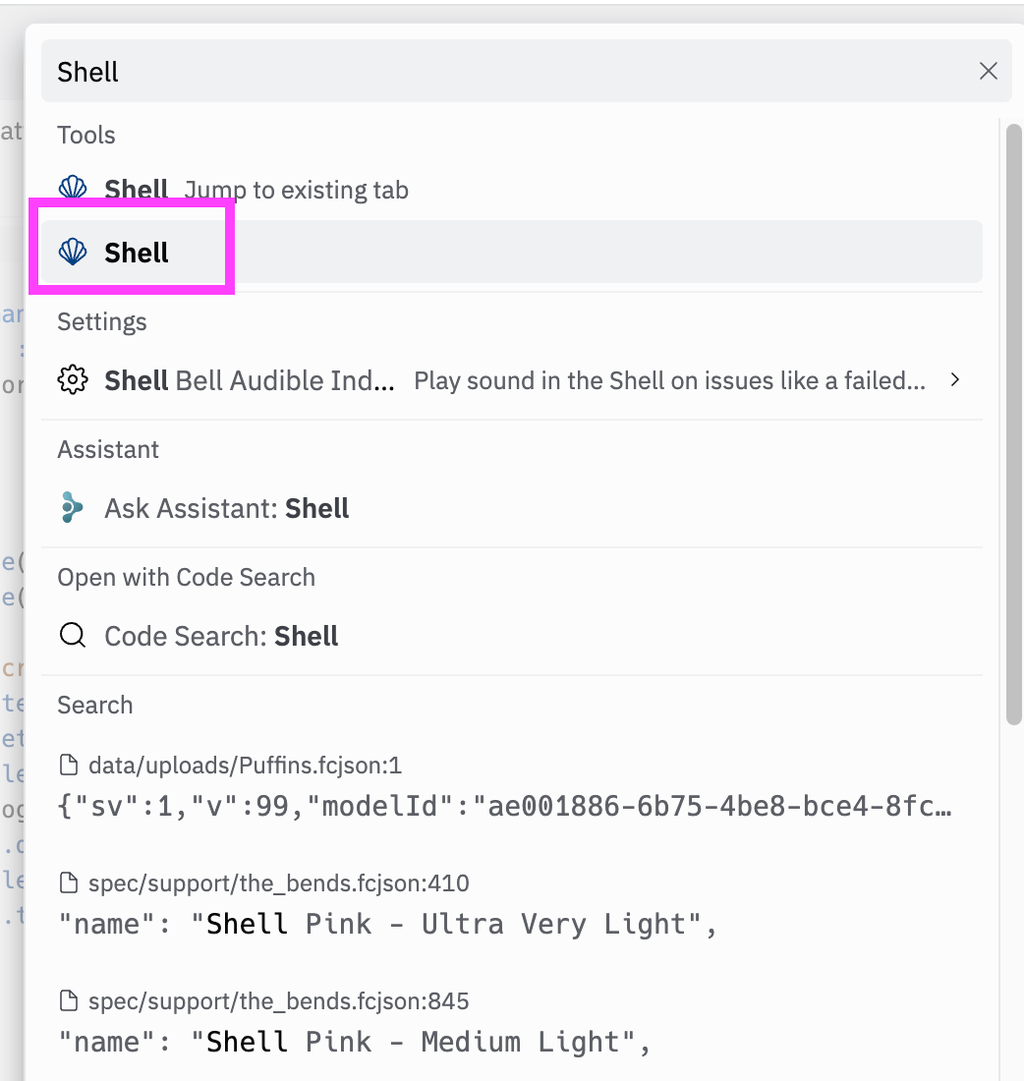 Shell
Tools
Shell Jump to existing tab
Shell
Settings
Shell Bell Audible Ind... Play sound in the Shell on issues like a failed...
Assistant
Ask Assistant: Shell
Open with Code Search
Code Search: Shell
Search
data/uploads/Puffins.fcjson:1
{"sv":1,"v":99,"modelId":"ae001886-6b75-4be8-bce4-8fc…
spec/support/the_bends.fcjson:410
"name": "Shell Pink - Ultra Very Light",
spec/support/the_bends.fcjson:845
"name": "Shell Pink - Medium Light",